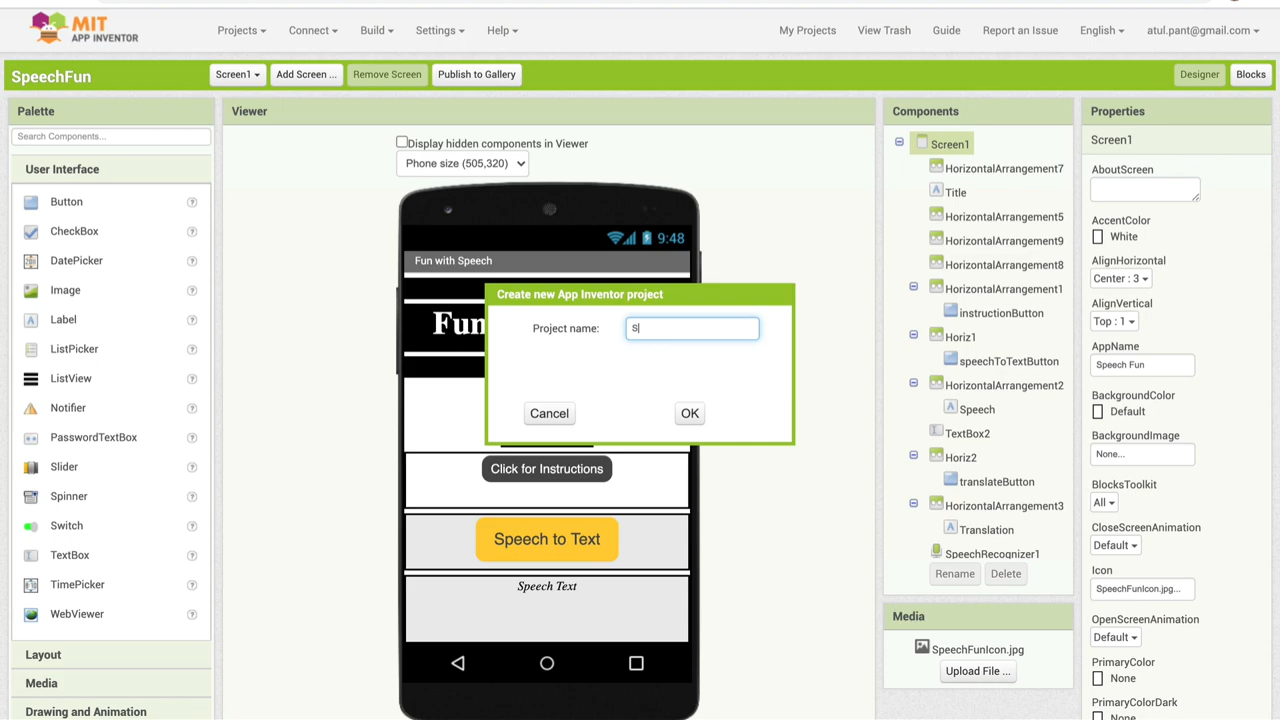 MIT
APP INVENTOR
Projects
Connect
Build
Settings
Help
My Projects
View Trash
Guide
Report an Issue
English
atul.pant@gmail.com
SpeechFun
Screen1
Add Screen ...
Remove Screen
Publish to Gallery
Designer
Blocks
Palette
Search Components...
User Interface
Button
CheckBox
DatePicker
Image
Label
ListPicker
ListView
Notifier
PasswordTextBox
Slider
Spinner
Switch
TextBox
TimePicker
WebViewer
Layout
Media
Drawing and Animation
Viewer
Display hidden components in Viewer
Phone size (505,320)
9:48
Fun with Speech
Fun
Create new App Inventor project
Project name:
S
Cancel
OK
Click for Instructions
Speech to Text
Speech Text
Components
Screen1
HorizontalArrangement7
Title
HorizontalArrangement5
HorizontalArrangement9
HorizontalArrangement8
HorizontalArrangement1
instructionButton
Horiz1
speechToTextButton
HorizontalArrangement2
Speech
TextBox2
Horiz2
translateButton
HorizontalArrangement3
Translation
SpeechRecognizer1
Rename
Delete
Media
SpeechFunIcon.jpg
Upload File ...
Properties
Screen1
AboutScreen
AccentColor
White
AlignHorizontal
Center : 3
AlignVertical
Top : 1
AppName
Speech Fun
BackgroundColor
Default
BackgroundImage
None...
BlocksToolkit
All
CloseScreenAnimation
Default
Icon
SpeechFunIcon.jpg...
OpenScreenAnimation
Default
PrimaryColor
None
PrimaryColorDark
None